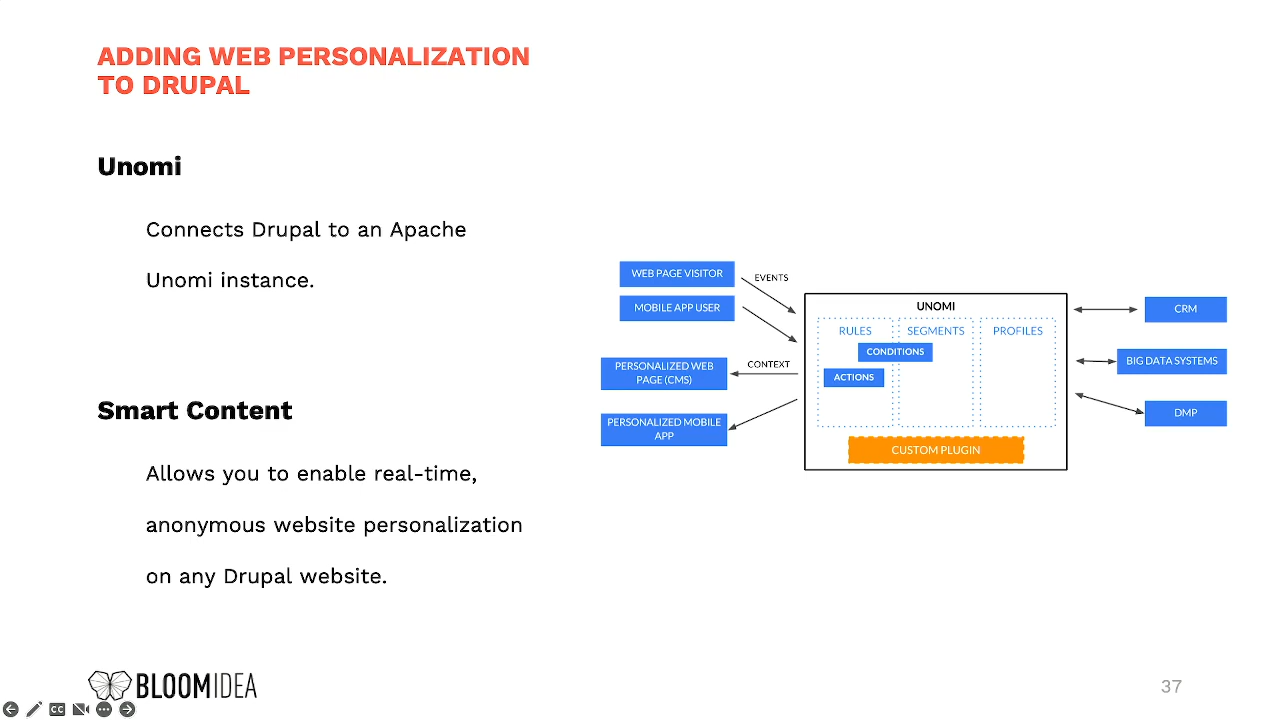 ADDING WEB PERSONALIZATION
TO DRUPAL
Unomi
Connects Drupal to an Apache
Unomi instance.
Smart Content
Allows you to enable real-time,
anonymous website personalization
on any Drupal website.
WEB PAGE VISITOR
EVENTS
MOBILE APP USER
PERSONALIZED WEB
PAGE (CMS)
CONTEXT
PERSONALIZED MOBILE
APP
UNOMI
RULES
SEGMENTS
PROFILES
CONDITIONS
ACTIONS
CUSTOM PLUGIN
CRM
BIG DATA SYSTEMS
DMP
BLOOMIDEA
37
CC